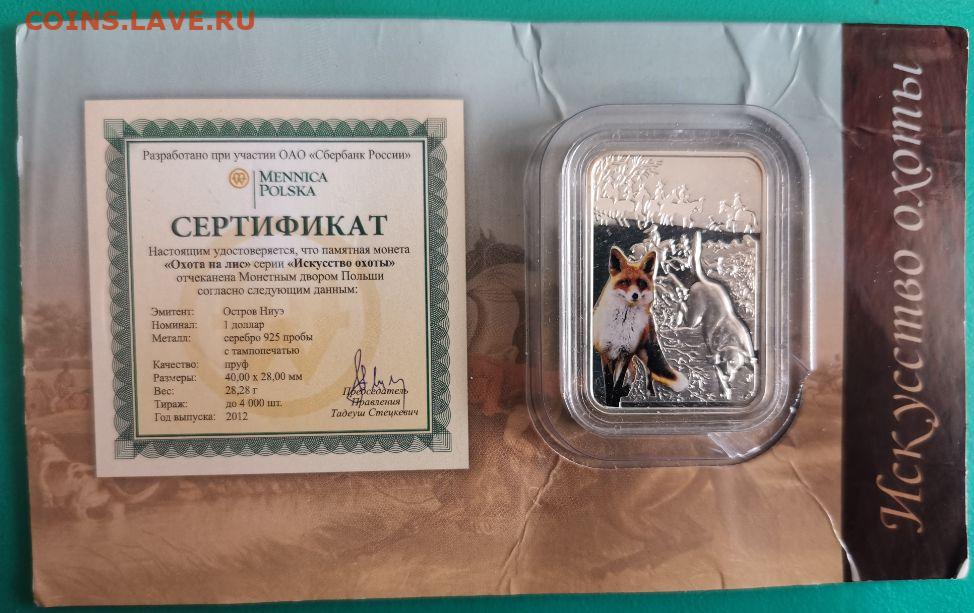 COINS.LAVE.RU
Разработано при участии ОАО «Сбербанк России»
MENNICA
POLSKA
СЕРТИФИКАТ
Настоящим удостоверяется, что памятная монета
«Охота на лис» серии «Искусство охоты»
отчеканена Монетным двором Польши
согласно следующим данным:
Эмитент: Остров Ниуэ
Номинал: 1 доллар
Металл: серебро 925 пробы
с тампопечатью
Качество: пруф
Размеры: 40,00 x 28,00 мм
Вес: 28,28 г
Тираж: до 4 000 шт.
Год выпуска: 2012
Председатель
Правления
Тадеуш Стецкевич
Искусство охоты